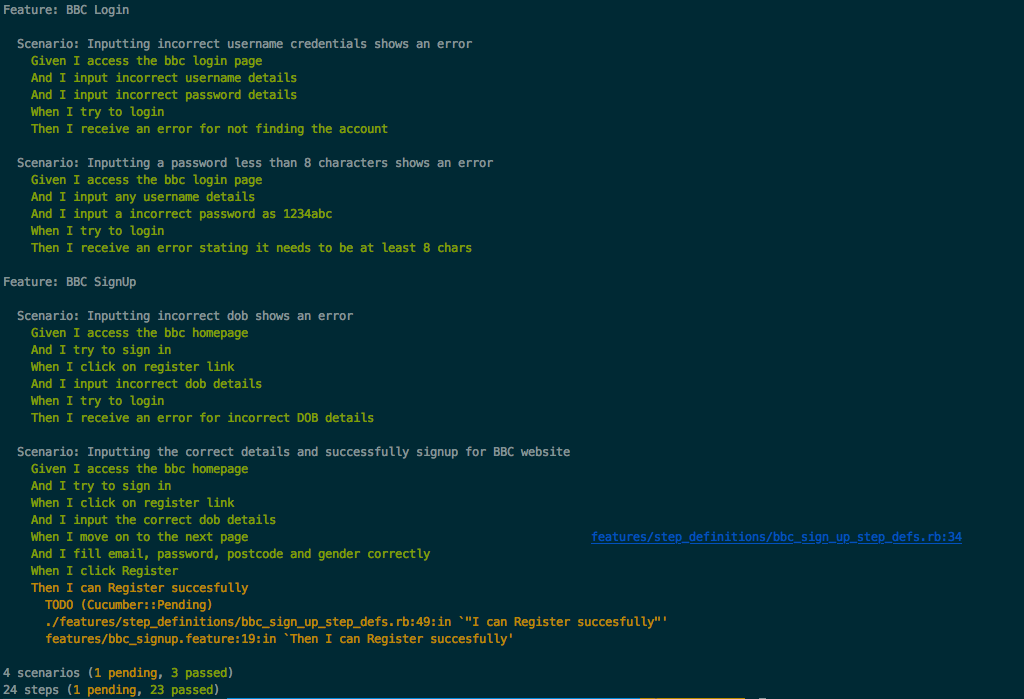 Feature: BBC Login
Scenario: Inputting incorrect username credentials shows an error
Given I access the bbc login page
And I input incorrect username details
And I input incorrect password details
When I try to login
Then I receive an error for not finding the account
Scenario: Inputting a password less than 8 characters shows an error
Given I access the bbc login page
And I input any username details
And I input a incorrect password as 1234abc
When I try to login
Then I receive an error stating it needs to be at least 8 chars
Feature: BBC SignUp
Scenario: Inputting incorrect dob shows an error
Given I access the bbc homepage
And I try to sign in
When I click on register link
And I input incorrect dob details
When I try to login
Then I receive an error for incorrect DOB details
Scenario: Inputting the correct details and successfully signup for BBC website
Given I access the bbc homepage
And I try to sign in
When I click on register link
And I input the correct dob details
When I move on to the next page features/step_definitions/bbc_sign_up_step_defs.rb:34
And I fill email, password, postcode and gender correctly
When I click Register
Then I can Register succesfully
TODO (Cucumber::Pending)
./features/step_definitions/bbc_sign_up_step_defs.rb:49:in `"I can Register succesfully"'
features/bbc_signup.feature:19:in `Then I can Register succesfully'
4 scenarios (1 pending, 3 passed)
24 steps (1 pending, 23 passed)